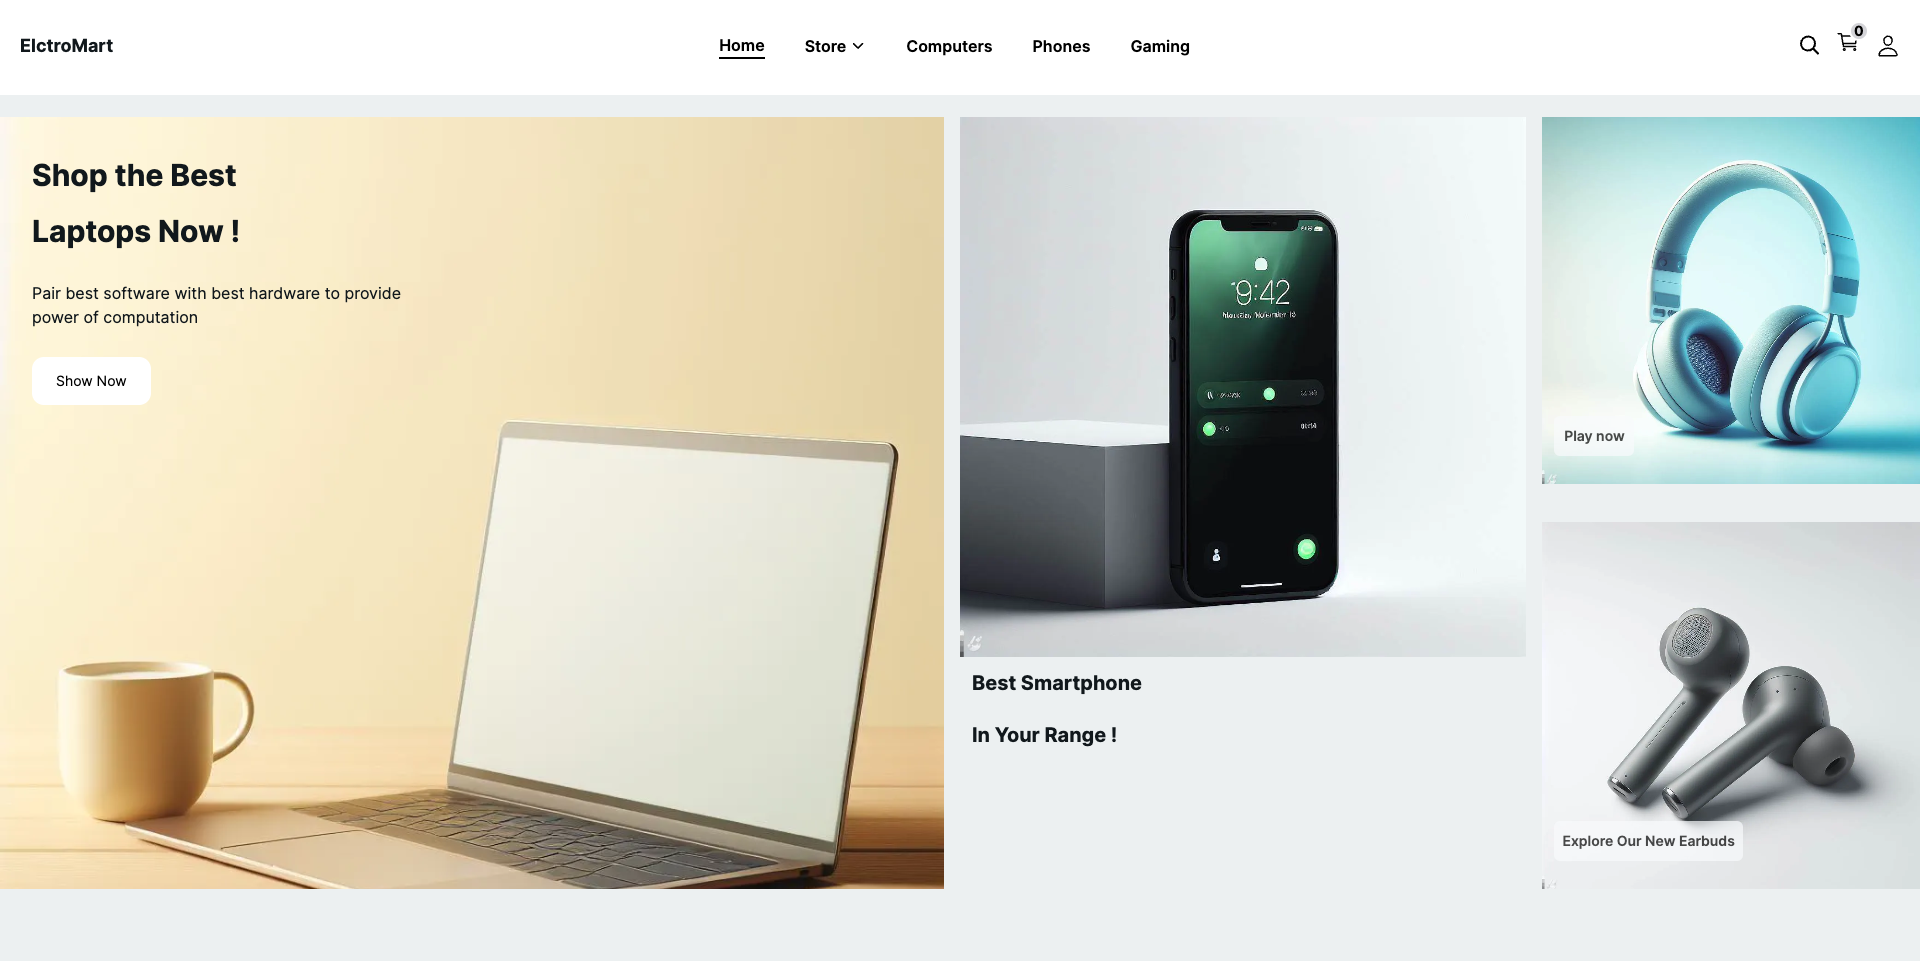 ElctroMart
Home
Store
Computers
Phones
Gaming
0
Shop the Best
Laptops Now !
Pair best software with best hardware to provide
power of computation
Show Now
9:42
Best Smartphone
In Your Range !
Play now
Explore Our New Earbuds